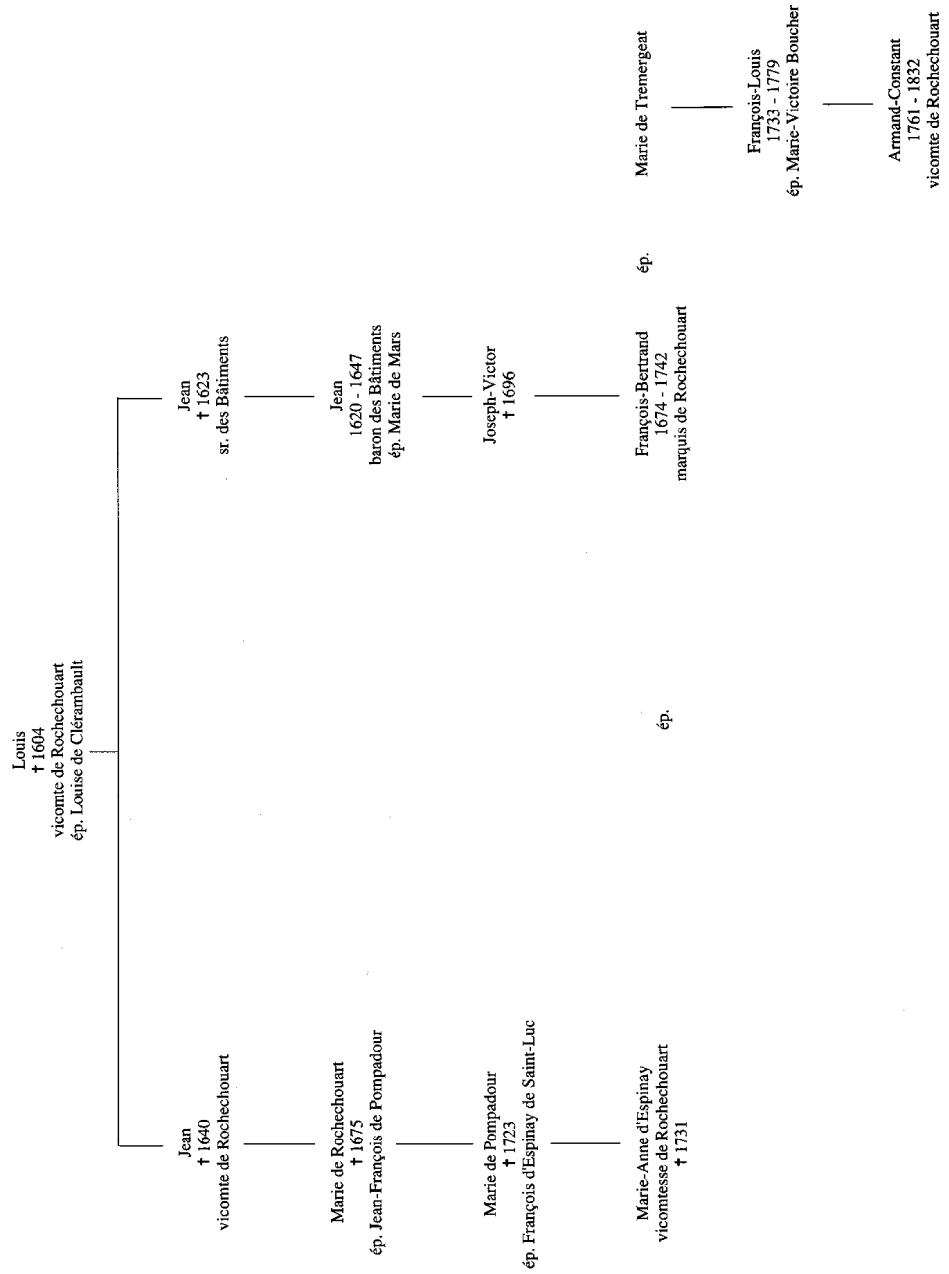 Louis
† 1604
vicomte de Rochechouart
ép. Louise de Clérambault
Jean
† 1640
vicomte de Rochechouart
Jean
† 1623
sr. des Bâtiments
Marie de Rochechouart
† 1675
ép. Jean-François de Pompadour
Jean
1620 - 1647
baron des Bâtiments
ép. Marie de Mars
Marie de Pompadour
† 1723
ép. François d'Espinay de Saint-Luc
Joseph-Victor
† 1696
Marie-Anne d'Espinay
vicomtesse de Rochechouart
† 1731
ép.
François-Bertrand
1674 - 1742
marquis de Rochechouart
ép.
Marie de Tremergeat
François-Louis
1733 - 1779
ép. Marie-Victoire Boucher
Armand-Constant
1761 - 1832
vicomte de Rochechouart